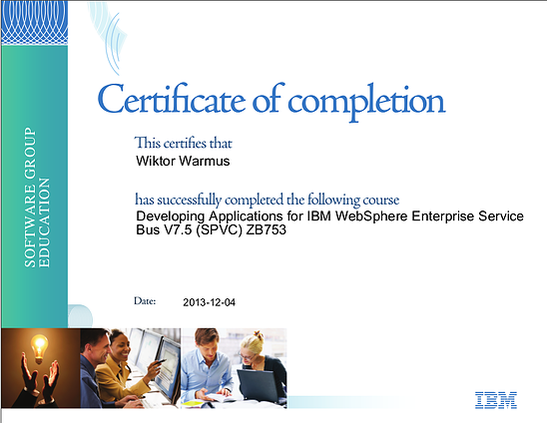 SOFTWARE GROUP
EDUCATION
Certificate of completion
This certifies that
Wiktor Warmus
has successfully completed the following course
Developing Applications for IBM WebSphere Enterprise Service
Bus V7.5 (SPVC) ZB753
Date: 2013-12-04
IBM